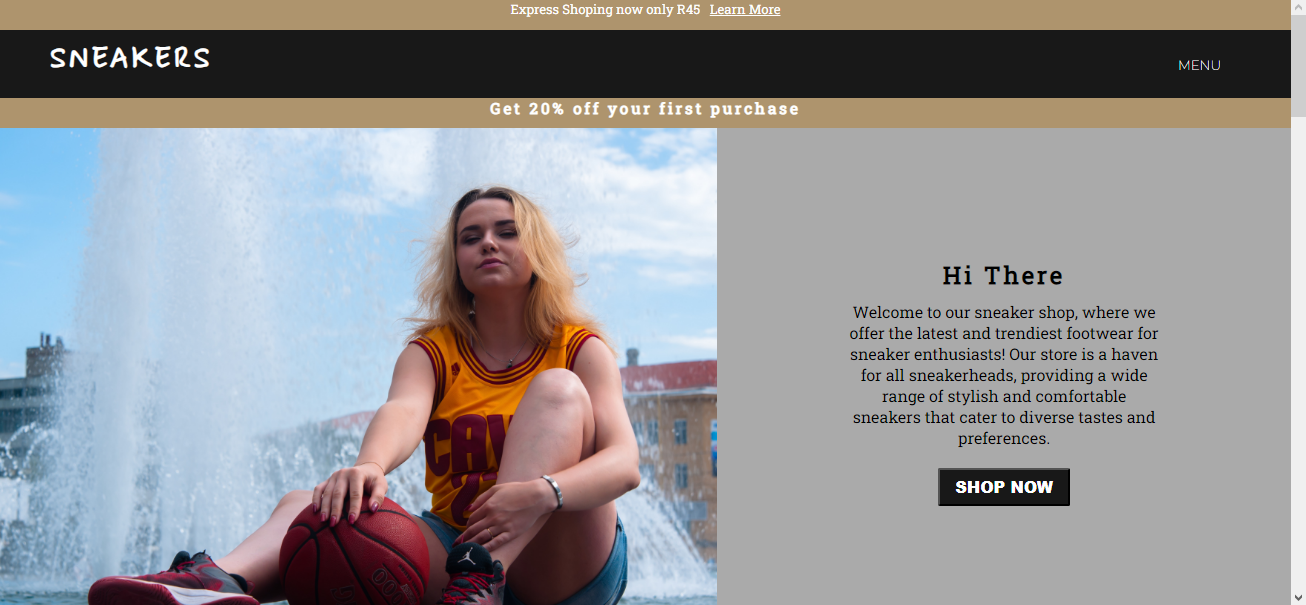 Express Shoping now only R45 Learn More
SNEAKERS
MENU
Get 20% off your first purchase
Hi There
Welcome to our sneaker shop, where we
offer the latest and trendiest footwear for
sneaker enthusiasts! Our store is a haven
for all sneakerheads, providing a wide
range of stylish and comfortable
sneakers that cater to diverse tastes and
preferences.
SHOP NOW
CAV
2